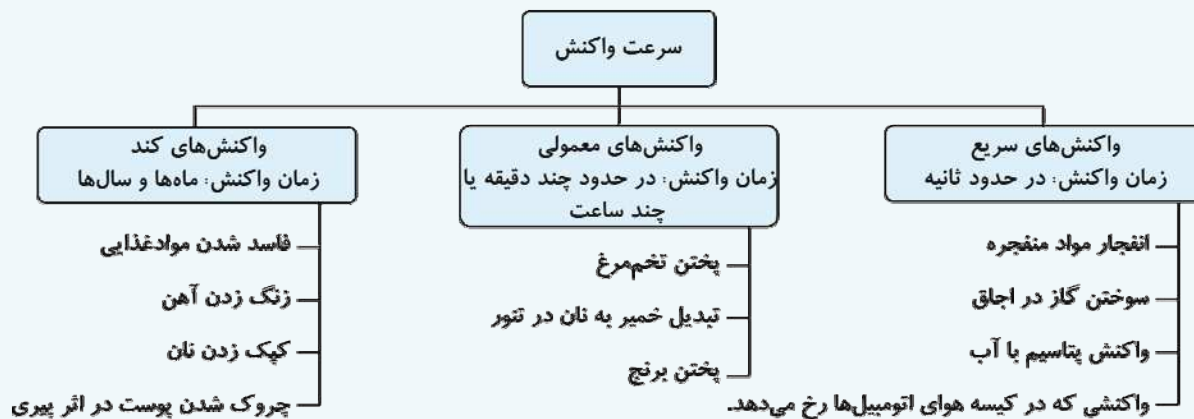 سرعت واکنش
واکنش‌های سریع
زمان واکنش: در حدود ثانیه
انفجار مواد منفجره
سوختن گاز در اجاق
واکنش پتاسیم با آب
واکنشی که در کیسه هوای اتومبیل‌ها رخ می‌دهد.
واکنش‌های معمولی
زمان واکنش: در حدود چند دقیقه یا
چند ساعت
پختن تخم‌مرغ
تبدیل خمیر به نان در تنور
پختن برنج
واکنش‌های کند
زمان واکنش: ماه‌ها و سال‌ها
فاسد شدن موادغذایی
زنگ زدن آهن
کپک زدن نان
چروک شدن پوست در اثر پیری